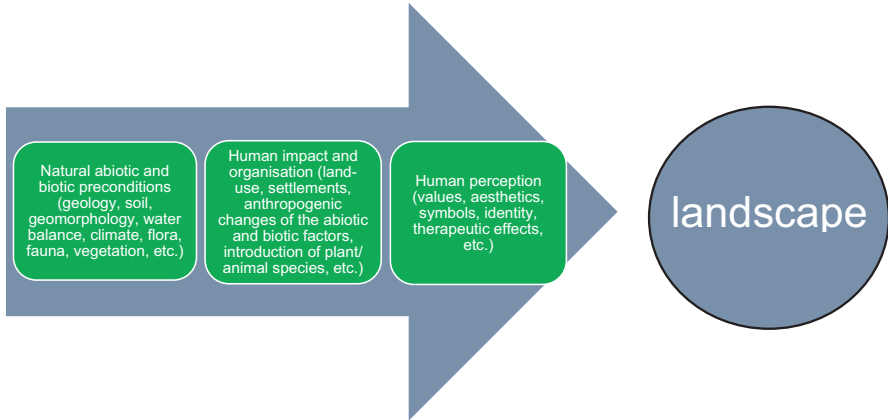 Natural abiotic and
biotic preconditions
(geology, soil,
geomorphology, water
balance, climate, flora,
fauna, vegetation, etc.)
Human impact and
organisation (land-
use, settlements,
anthropogenic
changes of the abiotic
and biotic factors,
introduction of plant/
animal species, etc.)
Human perception
(values, aesthetics,
symbols, identity,
therapeutic effects,
etc.)
landscape